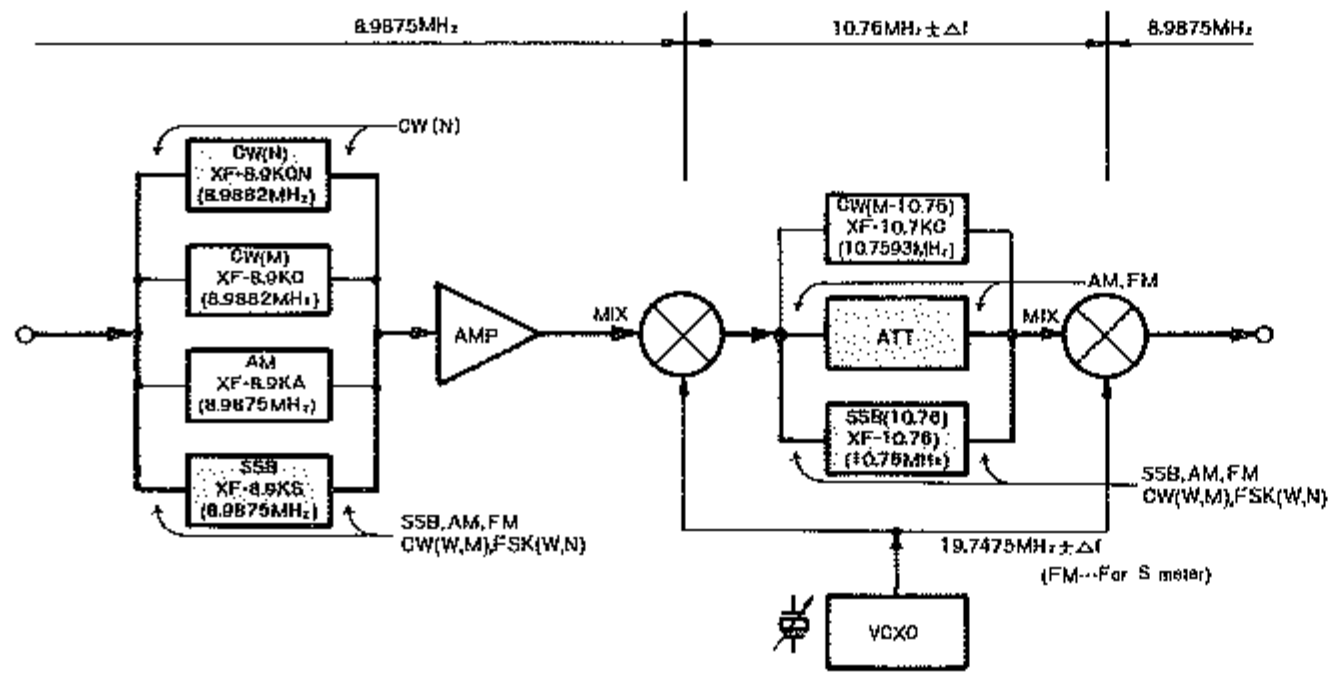 8.9875MHz
10.76MHz ± △f
8.9875MHz
CW (N)
CW(N)
XF-8.9KCN
(8.9882MHz)
CW(M)
XF-8.9KC
(8.9882MHz)
AM
XF-8.9KA
(8.9875MHz)
SSB
XF-8.9KS
(8.9875MHz)
SSB, AM, FM
CW(W,M),FSK(W,N)
AMP
MIX
CW(M-10.76)
XF-10.7KC
(10.7593MHz)
AM, FM
ATT
MIX
SSB(10.76)
XF-10.76)
(10.76MHz)
SSB, AM, FM
CW(W,M),FSK(W,N)
19.7475MHz ± △f
(FM···For S meter)
VCXO